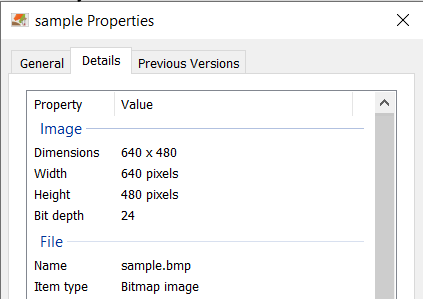 sample Properties
General Details Previous Versions
Property Value
Image
Dimensions 640 x 480
Width 640 pixels
Height 480 pixels
Bit depth 24
File
Name sample.bmp
Item type Bitmap image